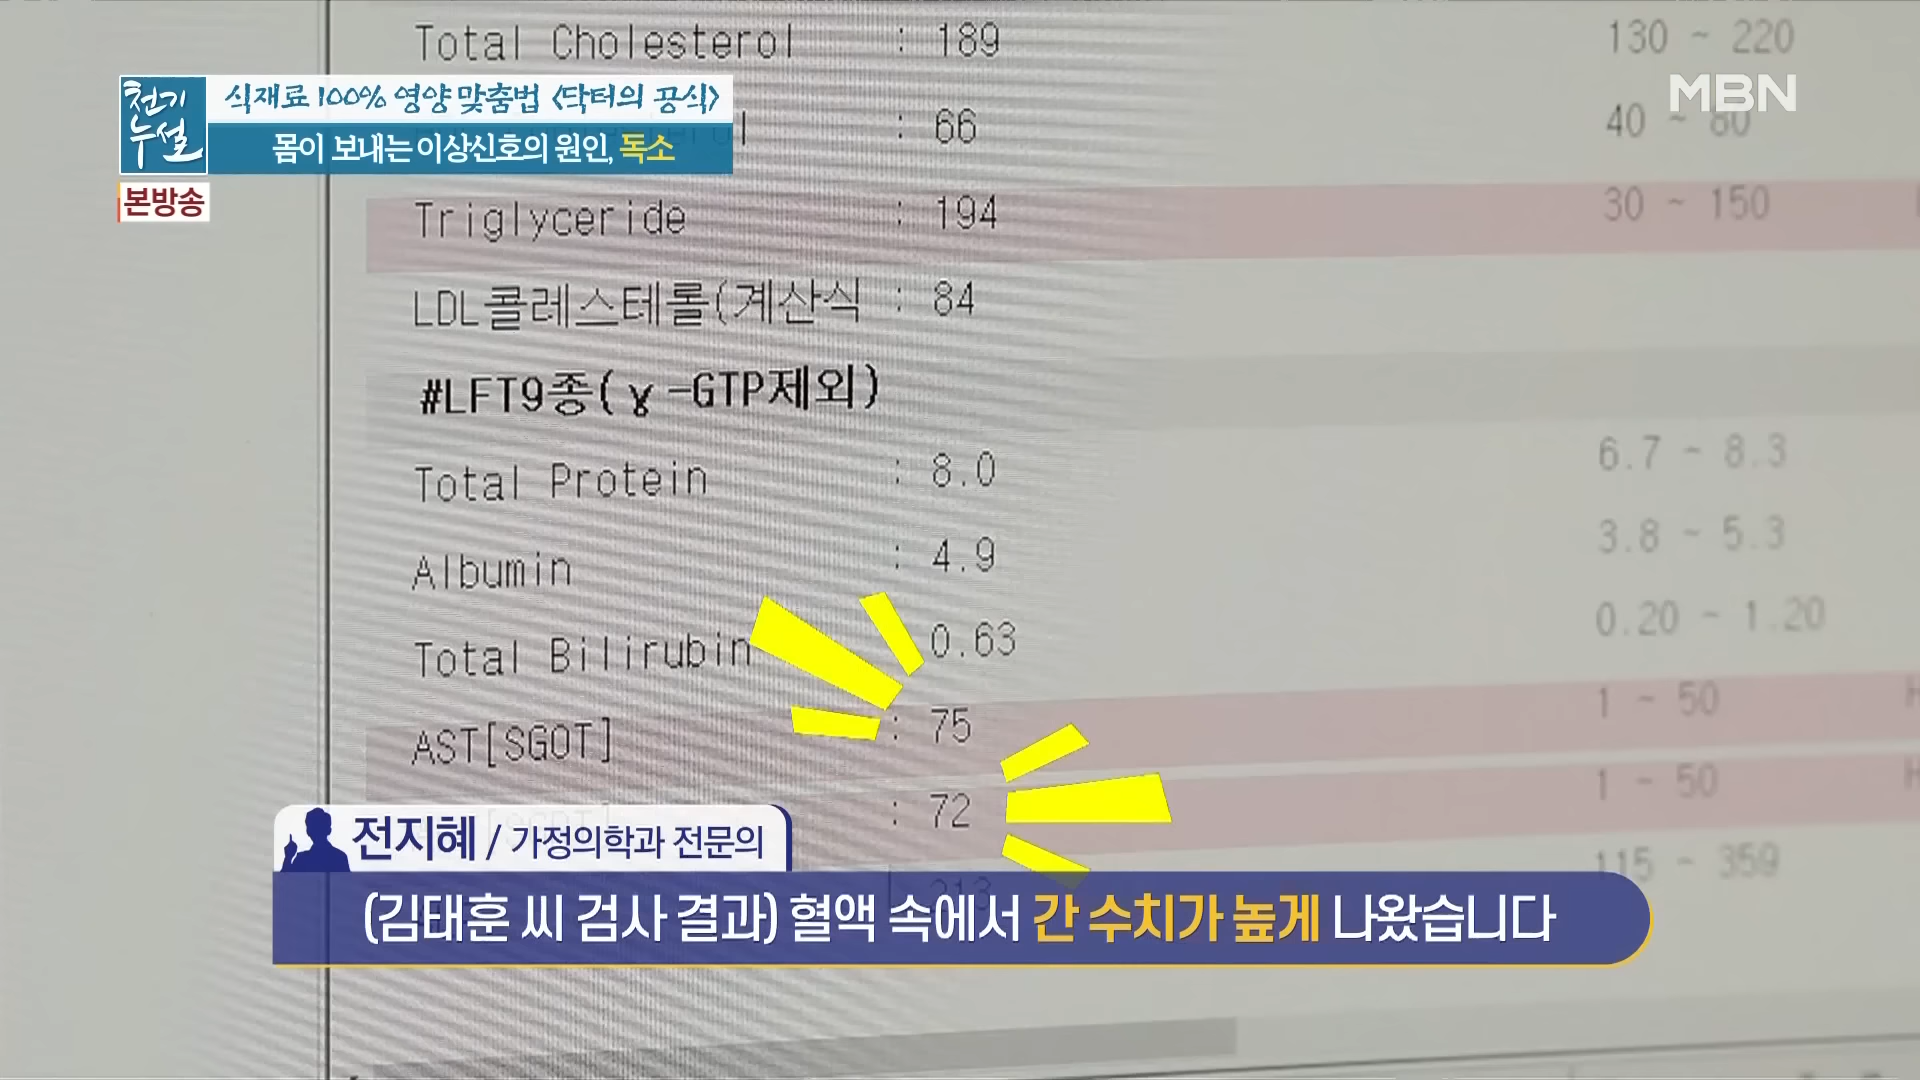 Total Cholesterol : 189 130 ~ 220
천기누설
식재료 100% 영양 맞춤법 <닥터의 공식>
MBN
: 66 40 ~ 80
몸이 보내는 이상신호의 원인, 독소
본방송
Triglyceride : 194 30 ~ 150
LDL콜레스테롤(계산식 : 84
#LFT9종(γ-GTP제외)
Total Protein : 8.0 6.7 ~ 8.3
Albumin : 4.9 3.8 ~ 5.3
Total Bilirubin 0.63 0.20 ~ 1.20
AST[SGOT] : 75 1 ~ 50 H
: 72 1 ~ 50 H
전지혜 / 가정의학과 전문의
115 ~ 359
213
(김태훈 씨 검사 결과) 혈액 속에서 간 수치가 높게 나왔습니다